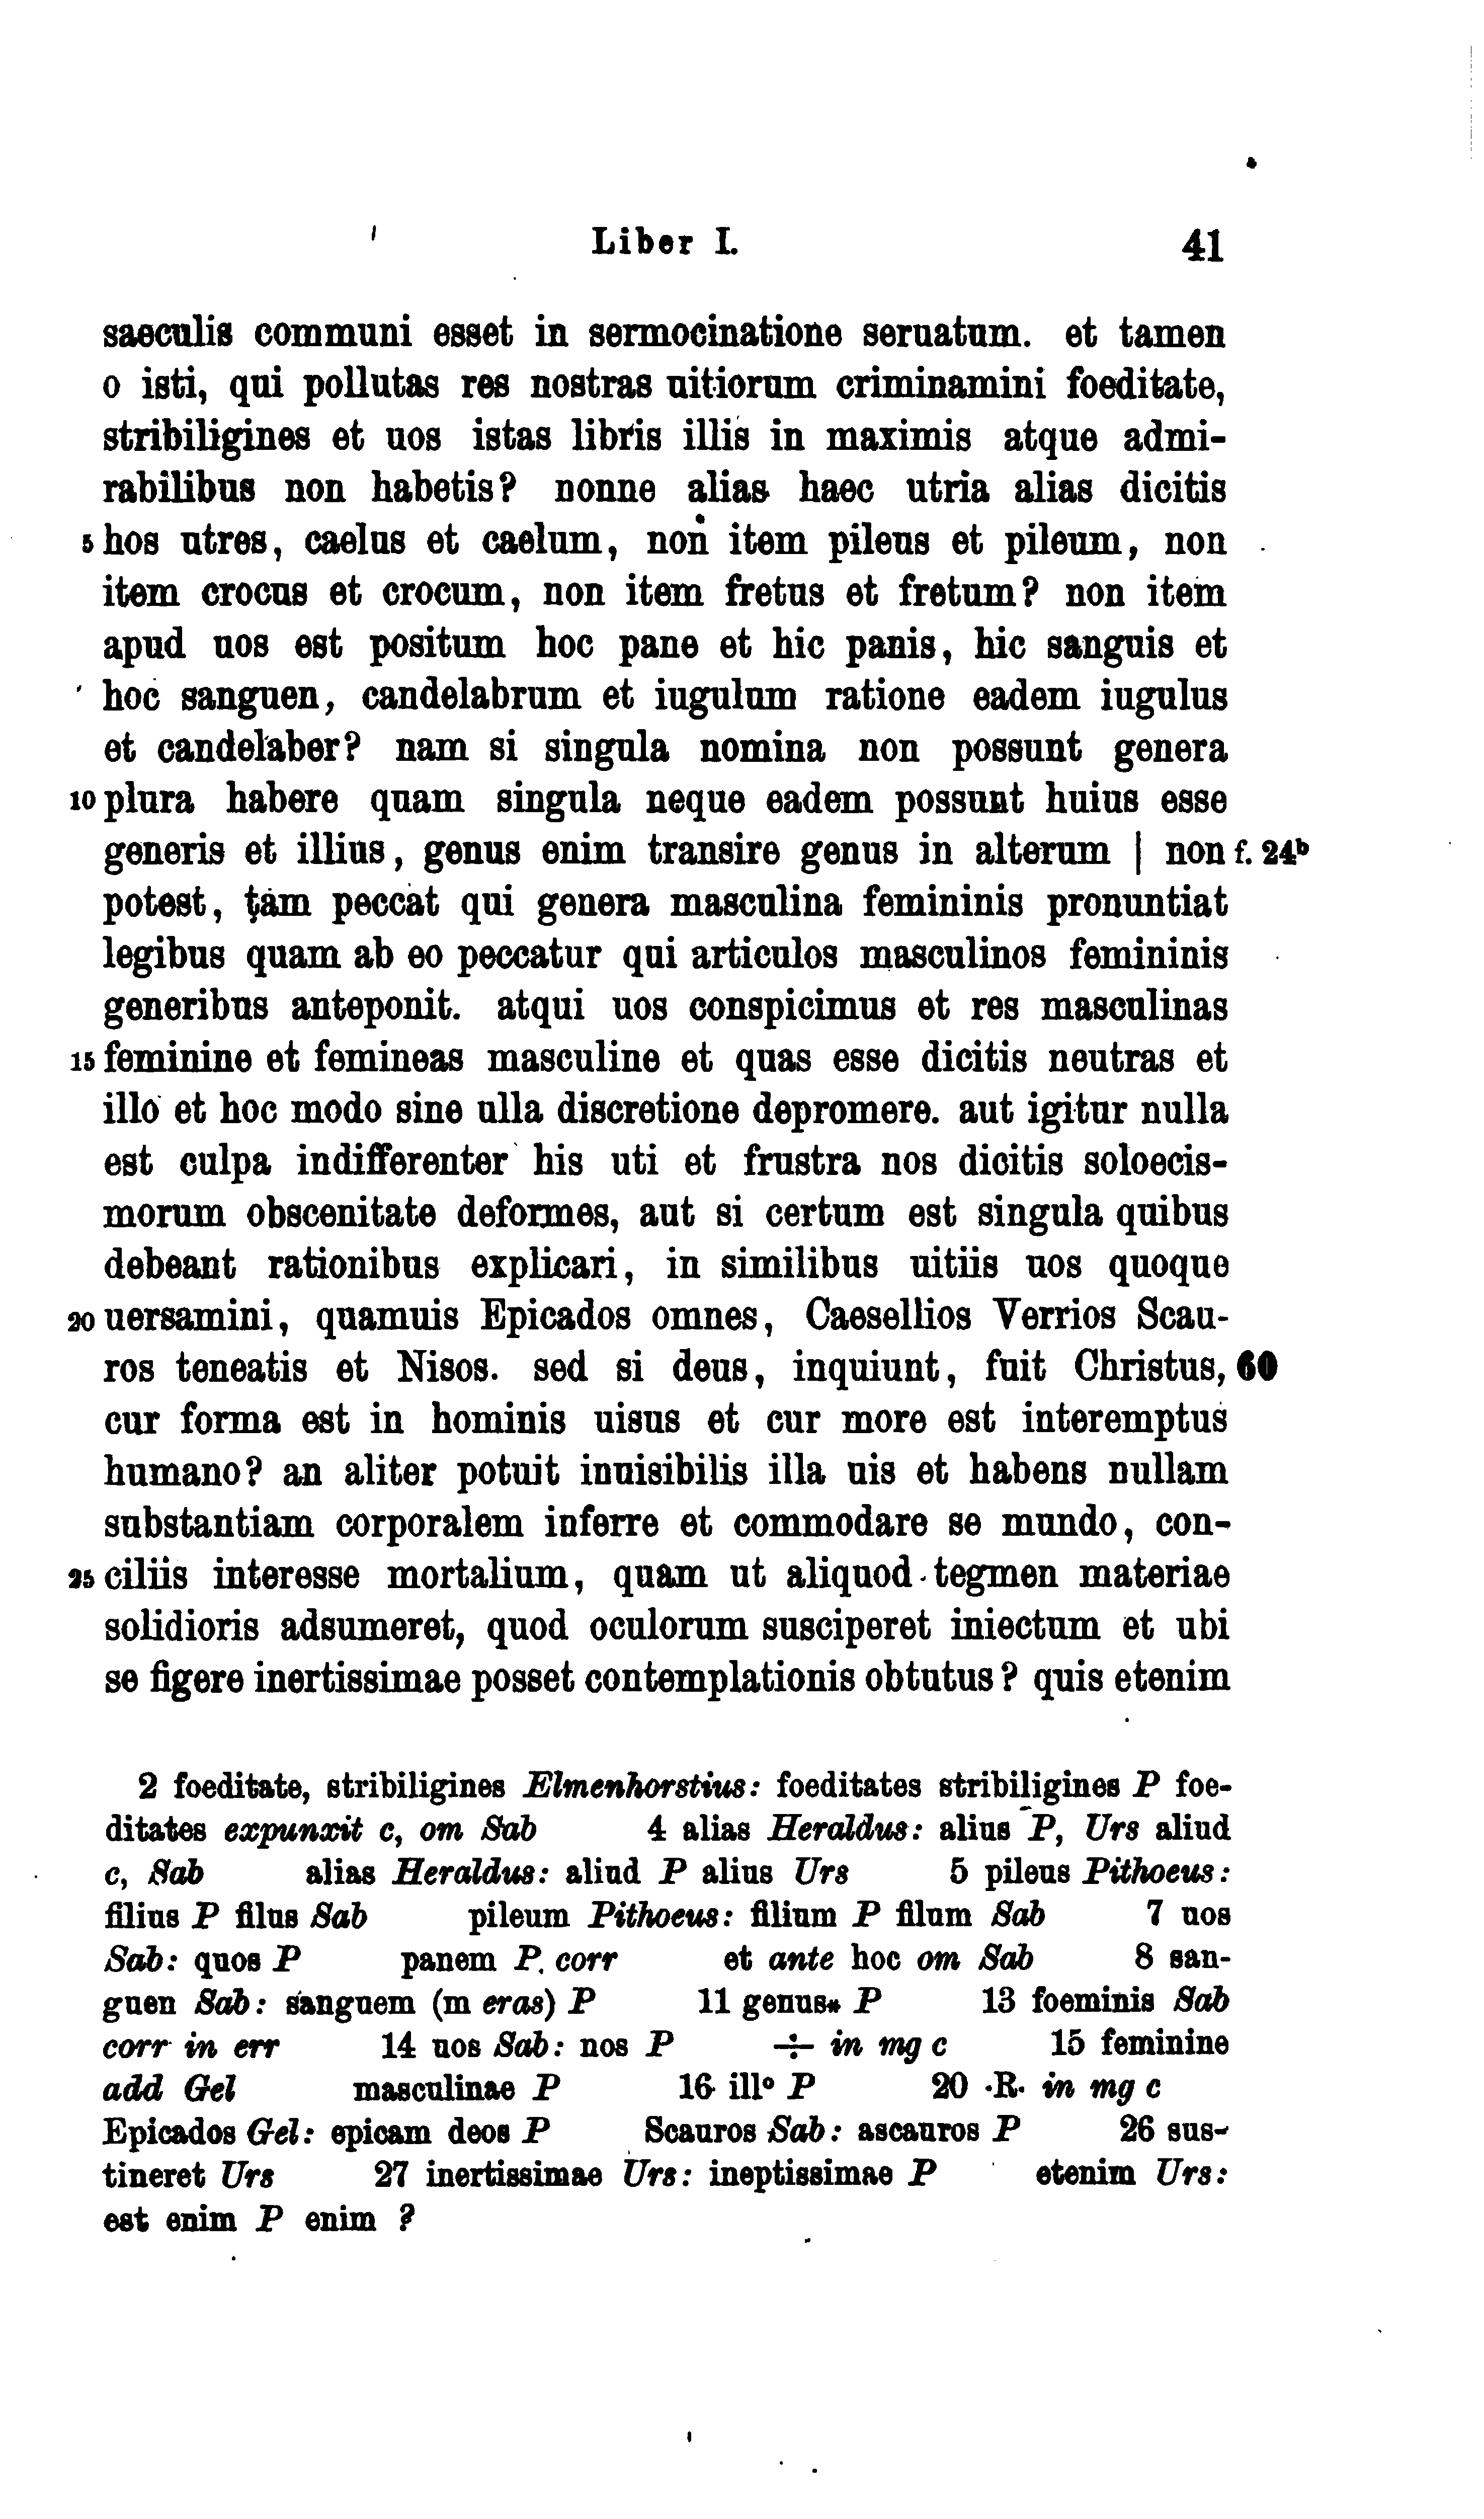 Liber I. 41
saeculis communi esset in sermocinatione seruatum. et tamen
o isti, qui pollutas res nostras uitiorum criminamini foeditate,
stribiligines et uos istas libris illis in maximis atque admi-
rabilibus non habetis? nonne alias haec utria alias dicitis
5 hos utres, caelus et caelum, non item pileus et pileum, non
item crocus et crocum, non item fretus et fretum? non item
apud uos est positum hoc pane et hic panis, hic sanguis et
hoc sanguen, candelabrum et iugulum ratione eadem iugulus
et candelaber? nam si singula nomina non possunt genera
10 plura habere quam singula neque eadem possunt huius esse
generis et illius, genus enim transire genus in alterum | non f. 24ᵇ
potest, tam peccat qui genera masculina femininis pronuntiat
legibus quam ab eo peccatur qui articulos masculinos femininis
generibus anteponit. atqui uos conspicimus et res masculinas
15 feminine et femineas masculine et quas esse dicitis neutras et
illo et hoc modo sine ulla discretione depromere. aut igitur nulla
est culpa indifferenter his uti et frustra nos dicitis soloecis-
morum obscenitate deformes, aut si certum est singula quibus
debeant rationibus explicari, in similibus uitiis uos quoque
20 uersamini, quamuis Epicados omnes, Caesellios Verrios Scau-
ros teneatis et Nisos. sed si deus, inquiunt, fuit Christus, 60
cur forma est in hominis uisus et cur more est interemptus
humano? an aliter potuit inuisibilis illa uis et habens nullam
substantiam corporalem inferre et commodare se mundo, con-
25 ciliis interesse mortalium, quam ut aliquod tegmen materiae
solidioris adsumeret, quod oculorum susciperet iniectum et ubi
se figere inertissimae posset contemplationis obtutus? quis etenim
2 foeditate, stribiligines Elmenhorstius: foeditates stribiligines P foe-
ditates expunxit c, om Sab 4 alias Heraldus: alius P, Urs aliud
c, Sab alias Heraldus: aliud P alius Urs 5 pileus Pithoeus:
filius P filus Sab pileum Pithoeus: filium P filum Sab 7 uos
Sab: quos P panem P. corr et ante hoc om Sab 8 san-
guen Sab: sanguem (m eras) P 11 genus* P 13 foeminis Sab
corr in err 14 uos Sab: nos P ÷ in mg c 15 feminine
add Gel masculinae P 16 illº P 20 ·R· in mg c
Epicados Gel: epicam deos P Scauros Sab: ascauros P 26 sus-
tineret Urs 27 inertissimae Urs: ineptissimae P etenim Urs:
est enim P enim ?